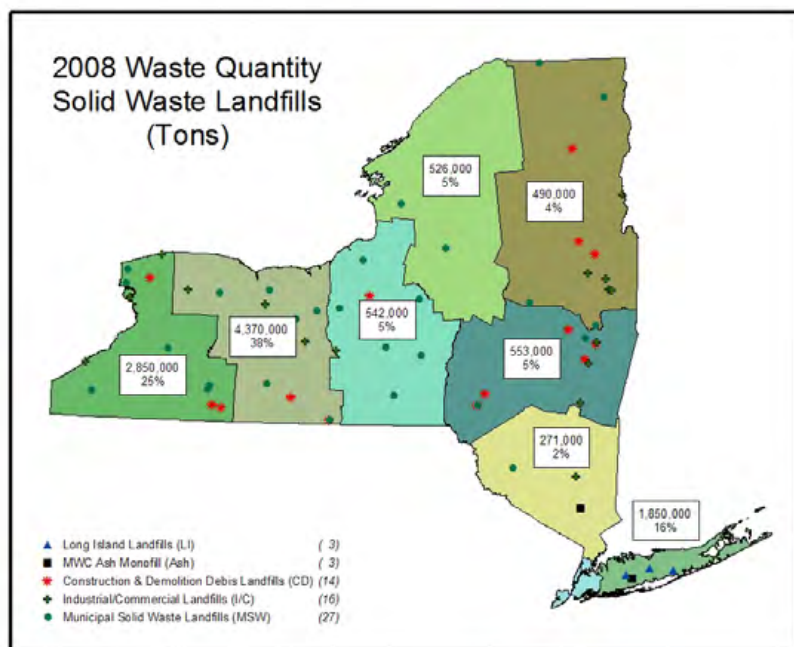 2008 Waste Quantity
Solid Waste Landfills
(Tons)
526,000
5%
490,000
4%
4,370,000
38%
542,000
5%
2,850,000
25%
553,000
5%
271,000
2%
1,850,000
16%
Long Island Landfills (LI) ( 3)
MWC Ash Monofill (Ash) ( 3)
Construction & Demolition Debris Landfills (CD) (14)
Industrial/Commercial Landfills (I/C) (16)
Municipal Solid Waste Landfills (MSW) (27)